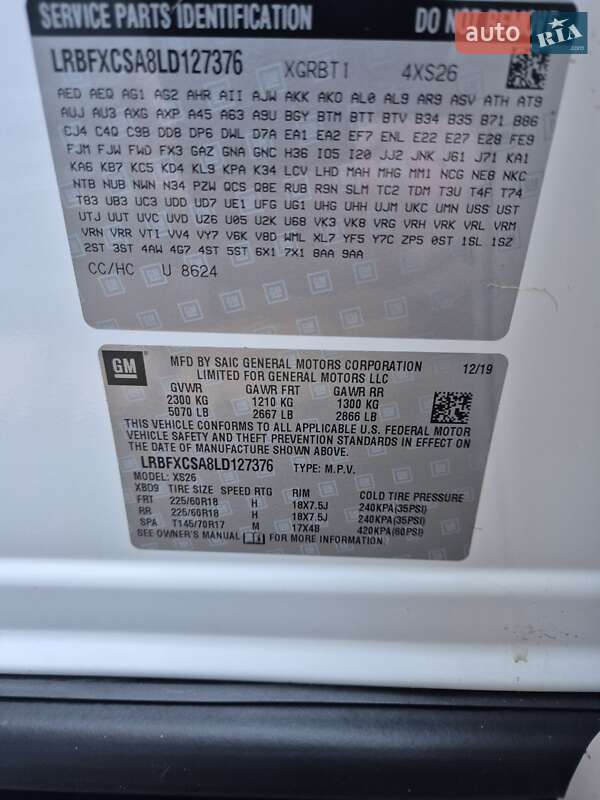 SERVICE PARTS IDENTIFICATION DO NOT
auto RIA.com
LRBFXCSA8LD127376 XGRBT1 4XS26
AED AEQ AG1 AG2 AHR AII AJW AKK AKO AL0 AL9 AR9 ASV ATH AT9
AUJ AU3 AXG AXP A45 A63 A9U BGY BTM BTT BTV B34 B35 B71 B86
CJ4 C4Q C9B DD8 DP6 DWL D7A EA1 EA2 EF7 ENL E22 E27 E28 FE9
FJM FJW FWD FX3 GAZ GNA GNC H36 IO5 I20 JJ2 JNK J61 J71 KA1
KA6 KB7 KC5 KD4 KL9 KPA K34 LCV LHD MAH MHG MM1 NCG NE8 NKC
NTB NUB NWN N34 PZW QCS Q8E RUB R9N SLM TC2 TDM T3U T4F T74
T83 UB3 UC3 UDD UD7 UE1 UFG UG1 UHG UHH UJM UKC UMN USS UST
UTJ UUT UVC UVD UZ6 U05 U2K U68 VK3 VK8 VRG VRH VRK VRL VRM
VRN VRR VT1 VV4 VY7 V6K V8D WML XL7 YF5 Y7C ZP5 0ST 1SL 1SZ
2ST 3ST 4AW 4G7 4ST 5ST 6X1 7X1 8AA 9AA
CC/HC U 8624
GM
MFD BY SAIC GENERAL MOTORS CORPORATION 12/19
LIMITED FOR GENERAL MOTORS LLC
GVWR GAWR FRT GAWR RR
2300 KG 1210 KG 1300 KG
5070 LB 2667 LB 2866 LB
THIS VEHICLE CONFORMS TO ALL APPLICABLE U.S. FEDERAL MOTOR
VEHICLE SAFETY AND THEFT PREVENTION STANDARDS IN EFFECT ON
THE DATE OF MANUFACTURE SHOWN ABOVE.
LRBFXCSA8LD127376 TYPE: M.P.V.
MODEL: XS26
XBD9 TIRE SIZE SPEED RTG RIM COLD TIRE PRESSURE
FRT 225/60R18 H 18X7.5J 240KPA(35PSI)
RR 225/60R18 H 18X7.5J 240KPA(35PSI)
SPA T145/70R17 M 17X4B 420KPA(60PSI)
SEE OWNER'S MANUAL FOR MORE INFORMATION